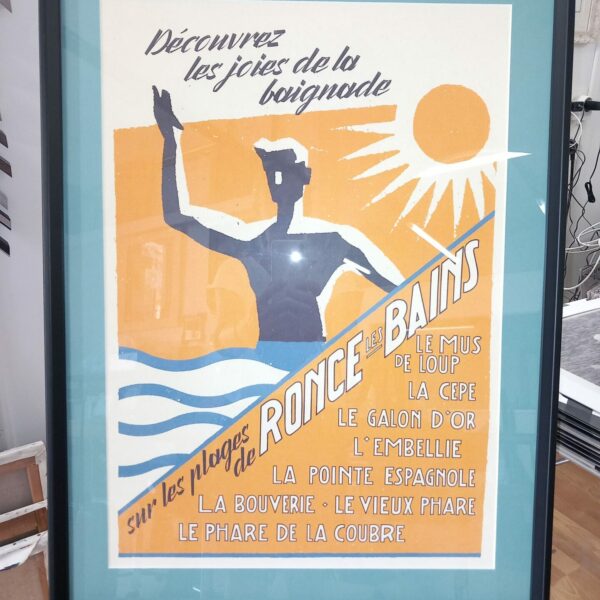 Découvrez
les joies de la
baignade
sur les plages
de
RONCE LES BAINS
LE MUS
DE LOUP
LA CEPE
LE GALON D'OR
L'EMBELLIE
LA POINTE ESPAGNOLE
LA BOUVERIE - LE VIEUX PHARE
LE PHARE DE LA COUBRE